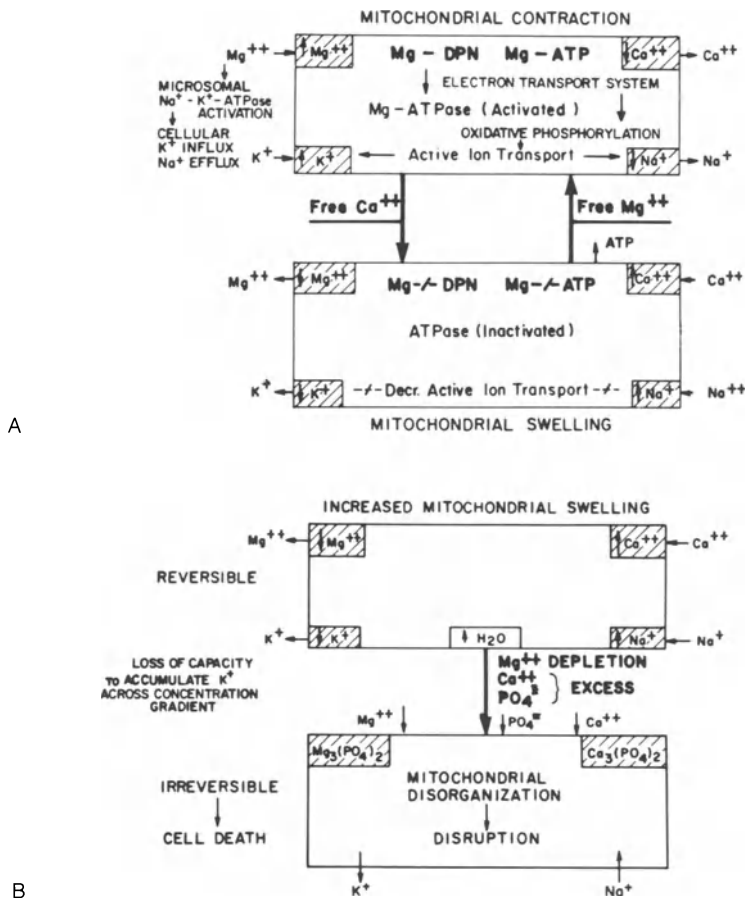 MITOCHONDRIAL CONTRACTION
Mg++ → ↑ Mg++ Mg – DPN Mg – ATP ↓ Ca++ → Ca++
MICROSOMAL
Na+ - K+-ATPase
ACTIVATION
CELLULAR
K+ INFLUX
Na+ EFFLUX
ELECTRON TRANSPORT SYSTEM
Mg-ATPase (Activated)
OXIDATIVE PHOSPHORYLATION
K+ → ↑ K+ ← Active Ion Transport → ↓ Na+ → Na+
Free Ca++
Free Mg++
ATP
Mg++ ← ↓ Mg++ Mg-/-DPN Mg-/-ATP ↑ Ca++ ← Ca++
ATPase (Inactivated)
K+ ← ↓ K+ -/-Decr. Active Ion Transport -/- ↑ Na+ ← Na++
A
MITOCHONDRIAL SWELLING
INCREASED MITOCHONDRIAL SWELLING
Mg++ ← ↓ Mg++ ↑ Ca++ ← Ca++
REVERSIBLE
K+ ← ↓ K+ ↑ H2O ↑ Na+ ← Na+
LOSS OF CAPACITY
TO ACCUMULATE K+
ACROSS CONCENTRATION
GRADIENT
Mg++ DEPLETION
Ca++
PO4≡ } EXCESS
Mg++ ↓ ↓ PO4≡ ↓ Ca++
Mg3(PO4)2 Ca3(PO4)2
IRREVERSIBLE
MITOCHONDRIAL
DISORGANIZATION
CELL DEATH
DISRUPTION
B
K+ Na+